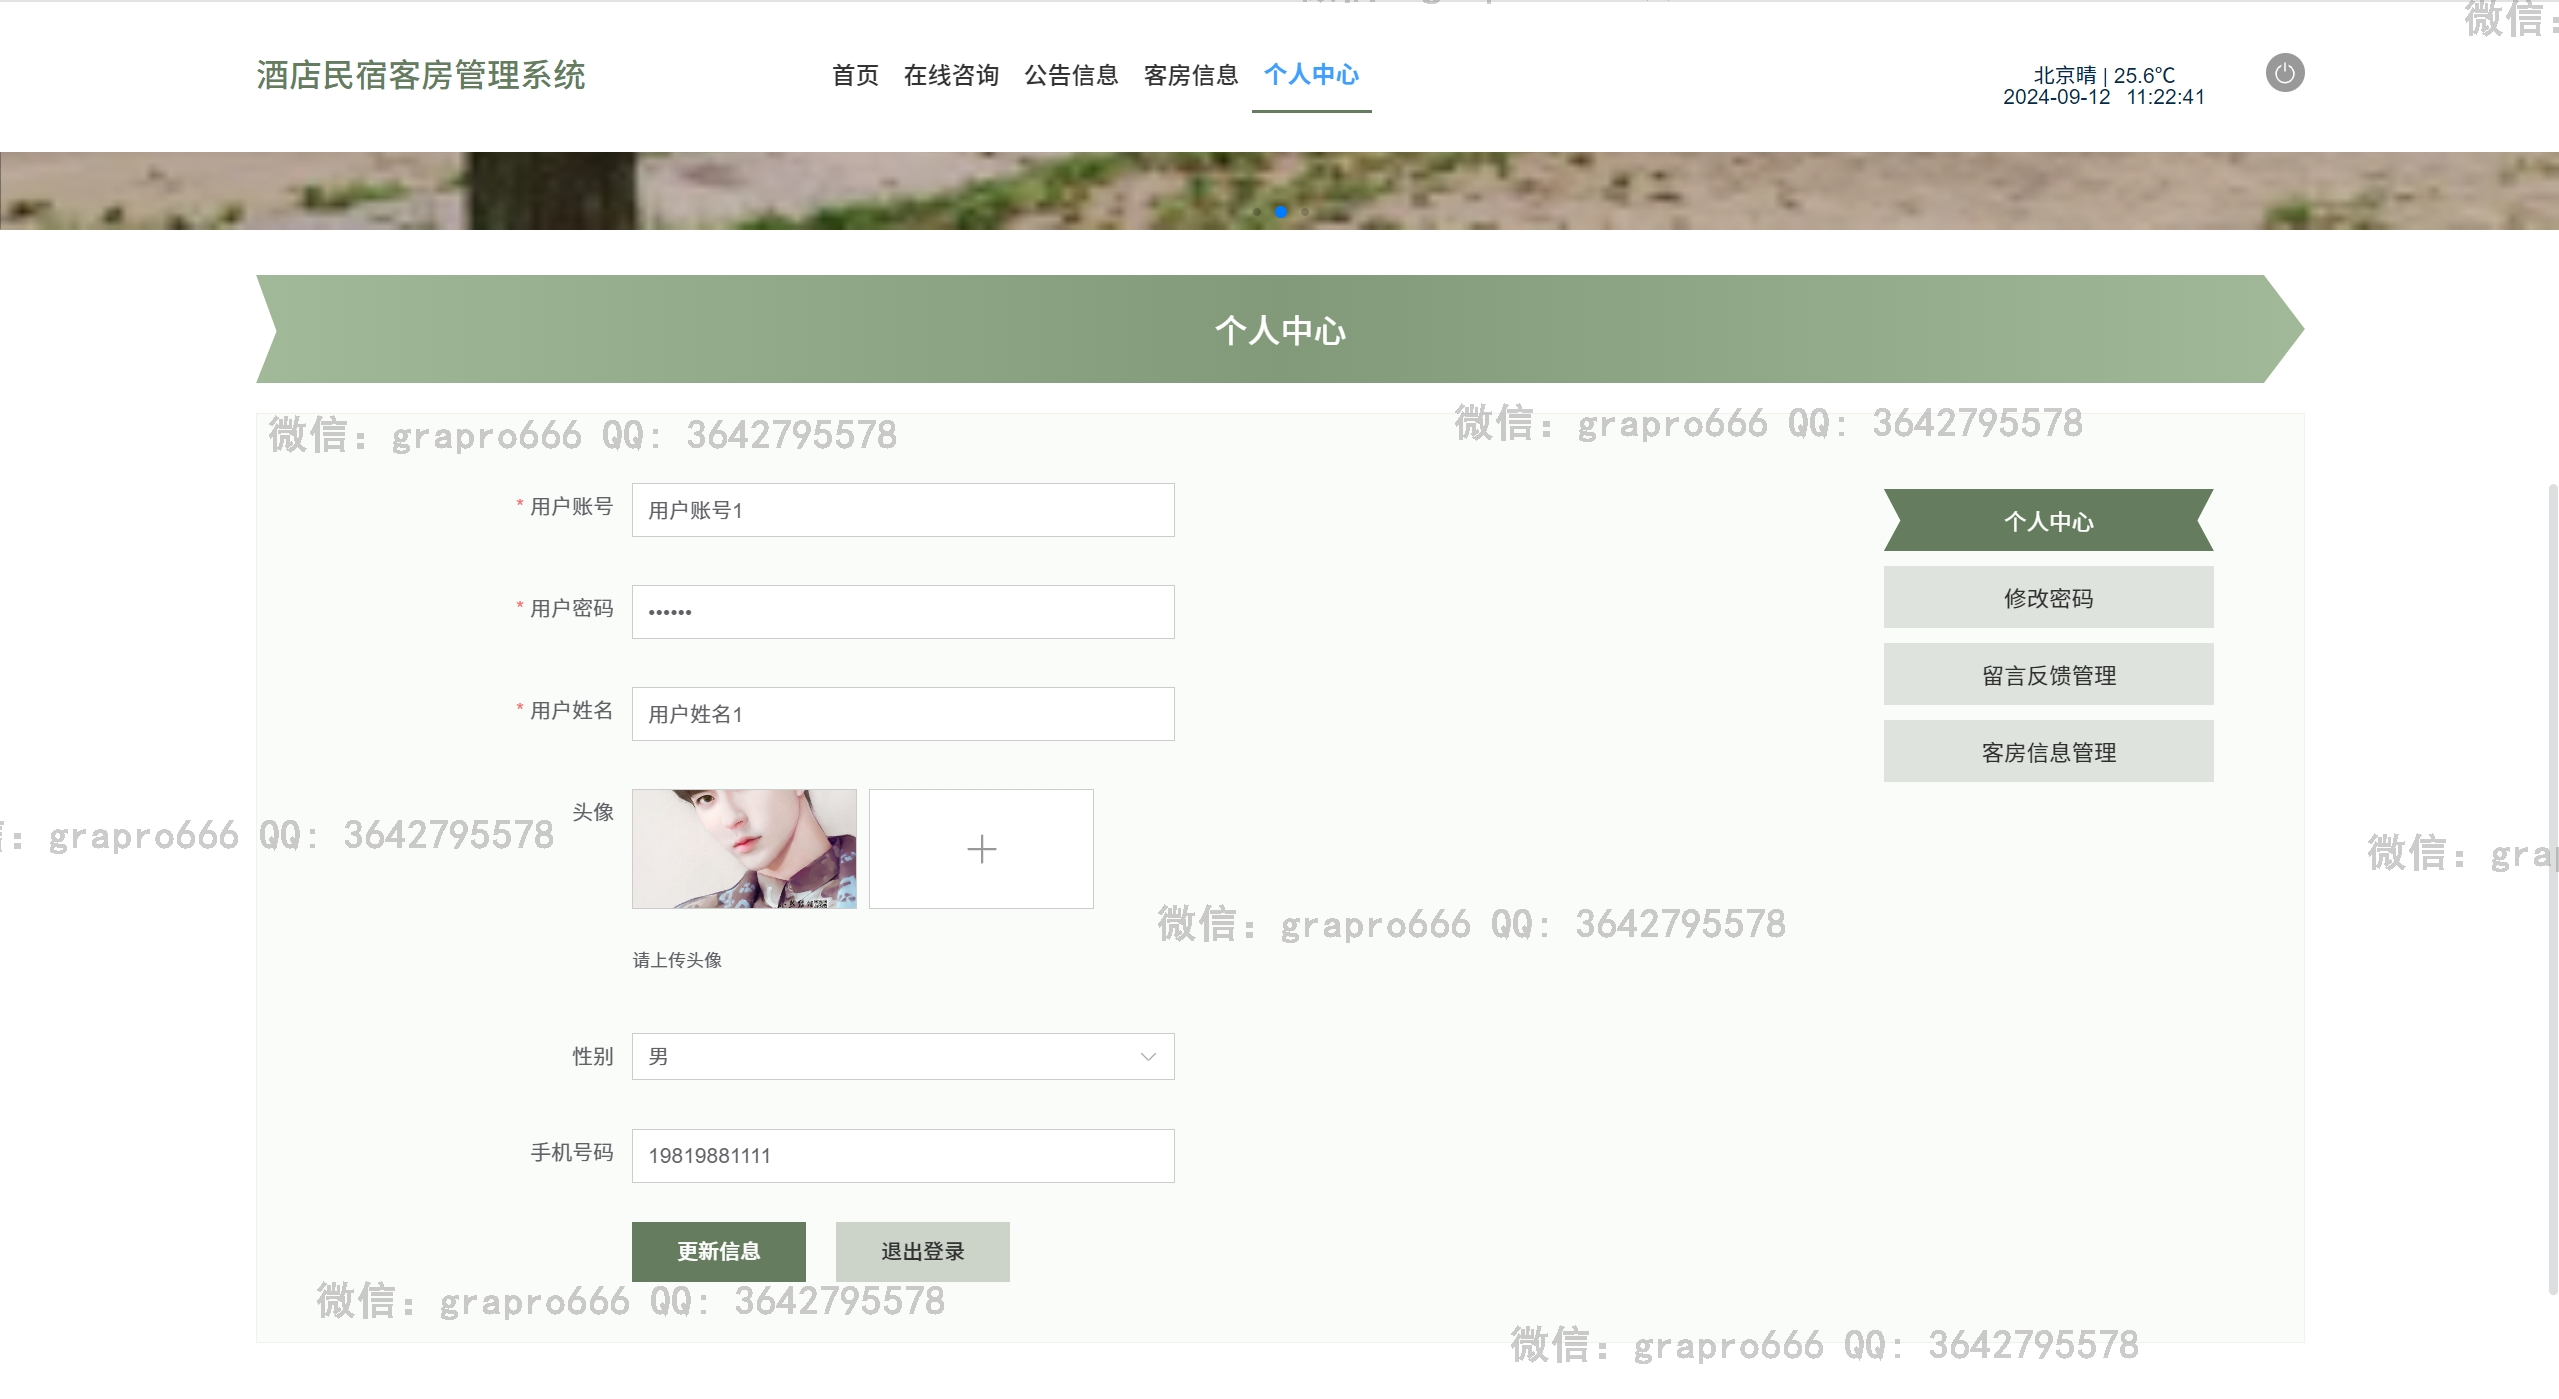 微信：
酒店民宿客房管理系统
首页 在线咨询 公告信息 客房信息 个人中心
北京晴 | 25.6℃
2024-09-12 11:22:41
个人中心
微信：grapro666 QQ: 3642795578
微信：grapro666 QQ: 3642795578
* 用户账号 用户账号1
个人中心
* 用户密码 ••••••
修改密码
留言反馈管理
* 用户姓名 用户姓名1
客房信息管理
头像
：grapro666 QQ: 3642795578
微信：grap
微信：grapro666 QQ: 3642795578
请上传头像
性别 男
手机号码 19819881111
更新信息 退出登录
微信：grapro666 QQ: 3642795578
微信：grapro666 QQ: 3642795578